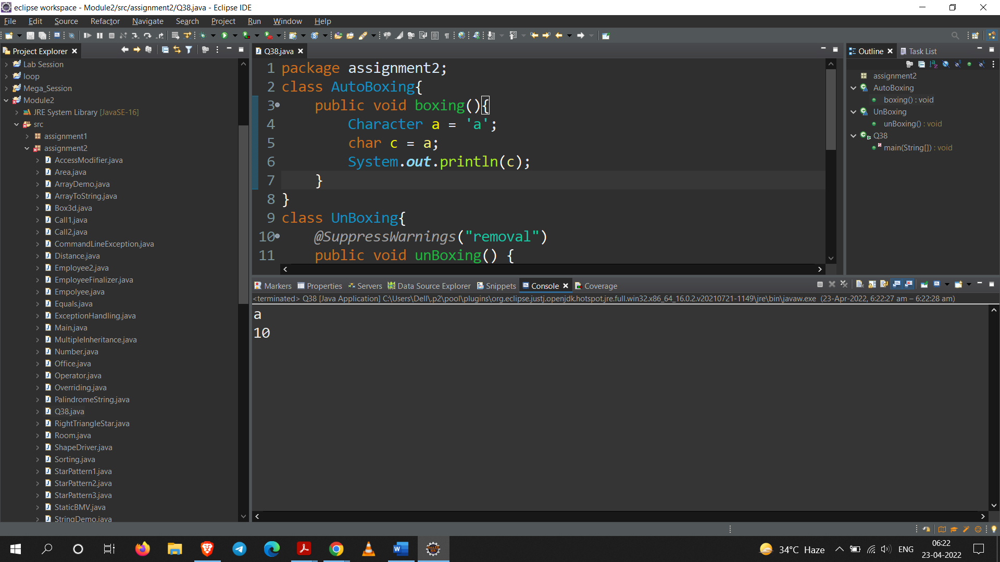 eclipse workspace - Module2/src/assignment2/Q38.java - Eclipse IDE
File Edit Source Refactor Navigate Search Project Run Window Help
Project Explorer
Lab Session
loop
Mega_Session
Module2
JRE System Library [JavaSE-16]
src
assignment1
assignment2
AccessModifier.java
Area.java
ArrayDemo.java
ArrayToString.java
Box3d.java
Call1.java
Call2.java
CommandLineException.java
Distance.java
Employee2.java
EmployeeFinalizer.java
Empolyee.java
Equals.java
ExceptionHandling.java
Main.java
MultipleInheritance.java
Number.java
Office.java
Operator.java
Overriding.java
PalindromeString.java
Q38.java
RightTriangleStar.java
Room.java
ShapeDriver.java
Sorting.java
StarPattern1.java
StarPattern2.java
StarPattern3.java
StaticBMV.java
StringDemo.java
Q38.java
1 package assignment2;
2 class AutoBoxing{
3 public void boxing(){
4 Character a = 'a';
5 char c = a;
6 System.out.println(c);
7 }
8 }
9 class UnBoxing{
10 @SuppressWarnings("removal")
11 public void unBoxing() {
Outline Task List
assignment2
AutoBoxing
boxing() : void
UnBoxing
unBoxing() : void
Q38
main(String[]) : void
Markers Properties Servers Data Source Explorer Snippets Console Coverage
<terminated> Q38 [Java Application] C:\Users\Dell\.p2\pool\plugins\org.eclipse.justj.openjdk.hotspot.jre.full.win32.x86_64_16.0.2.v20210721-1149\jre\bin\javaw.exe (23-Apr-2022, 6:22:27 am – 6:22:28 am)
a
10
34°C Haze
ENG
06:22
23-04-2022